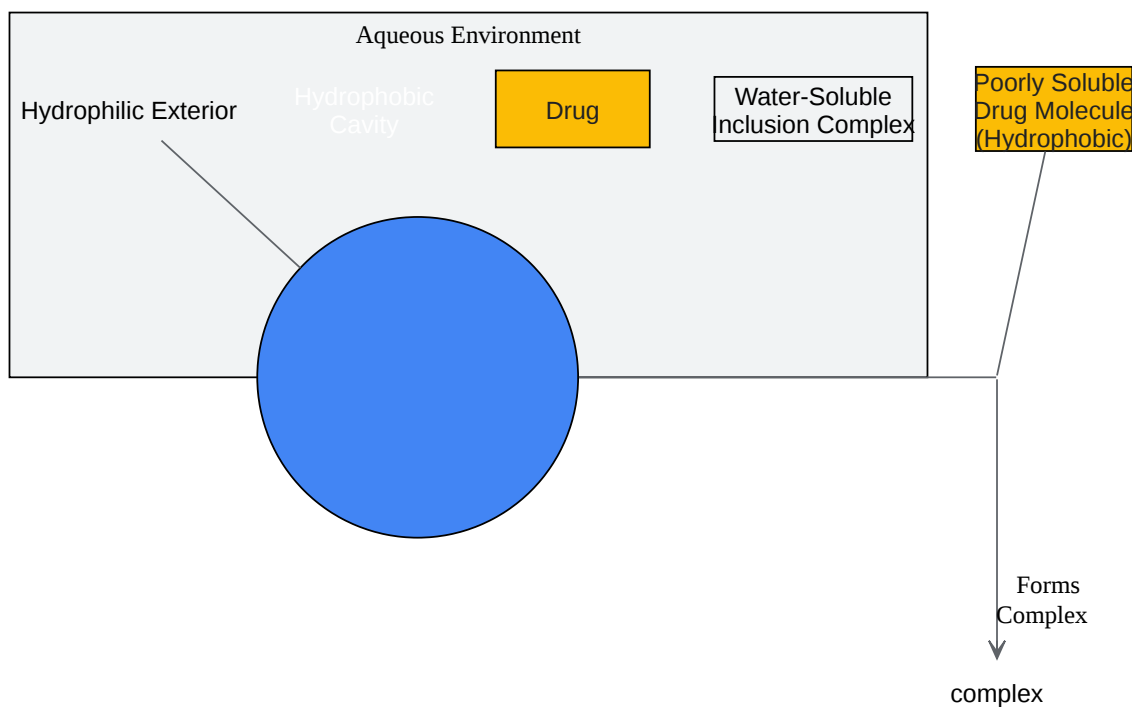 Aqueous Environment
Hydrophilic Exterior
Hydrophobic
Cavity
Drug
Water-Soluble
Inclusion Complex
Poorly Soluble
Drug Molecule
(Hydrophobic)
Forms
Complex
complex